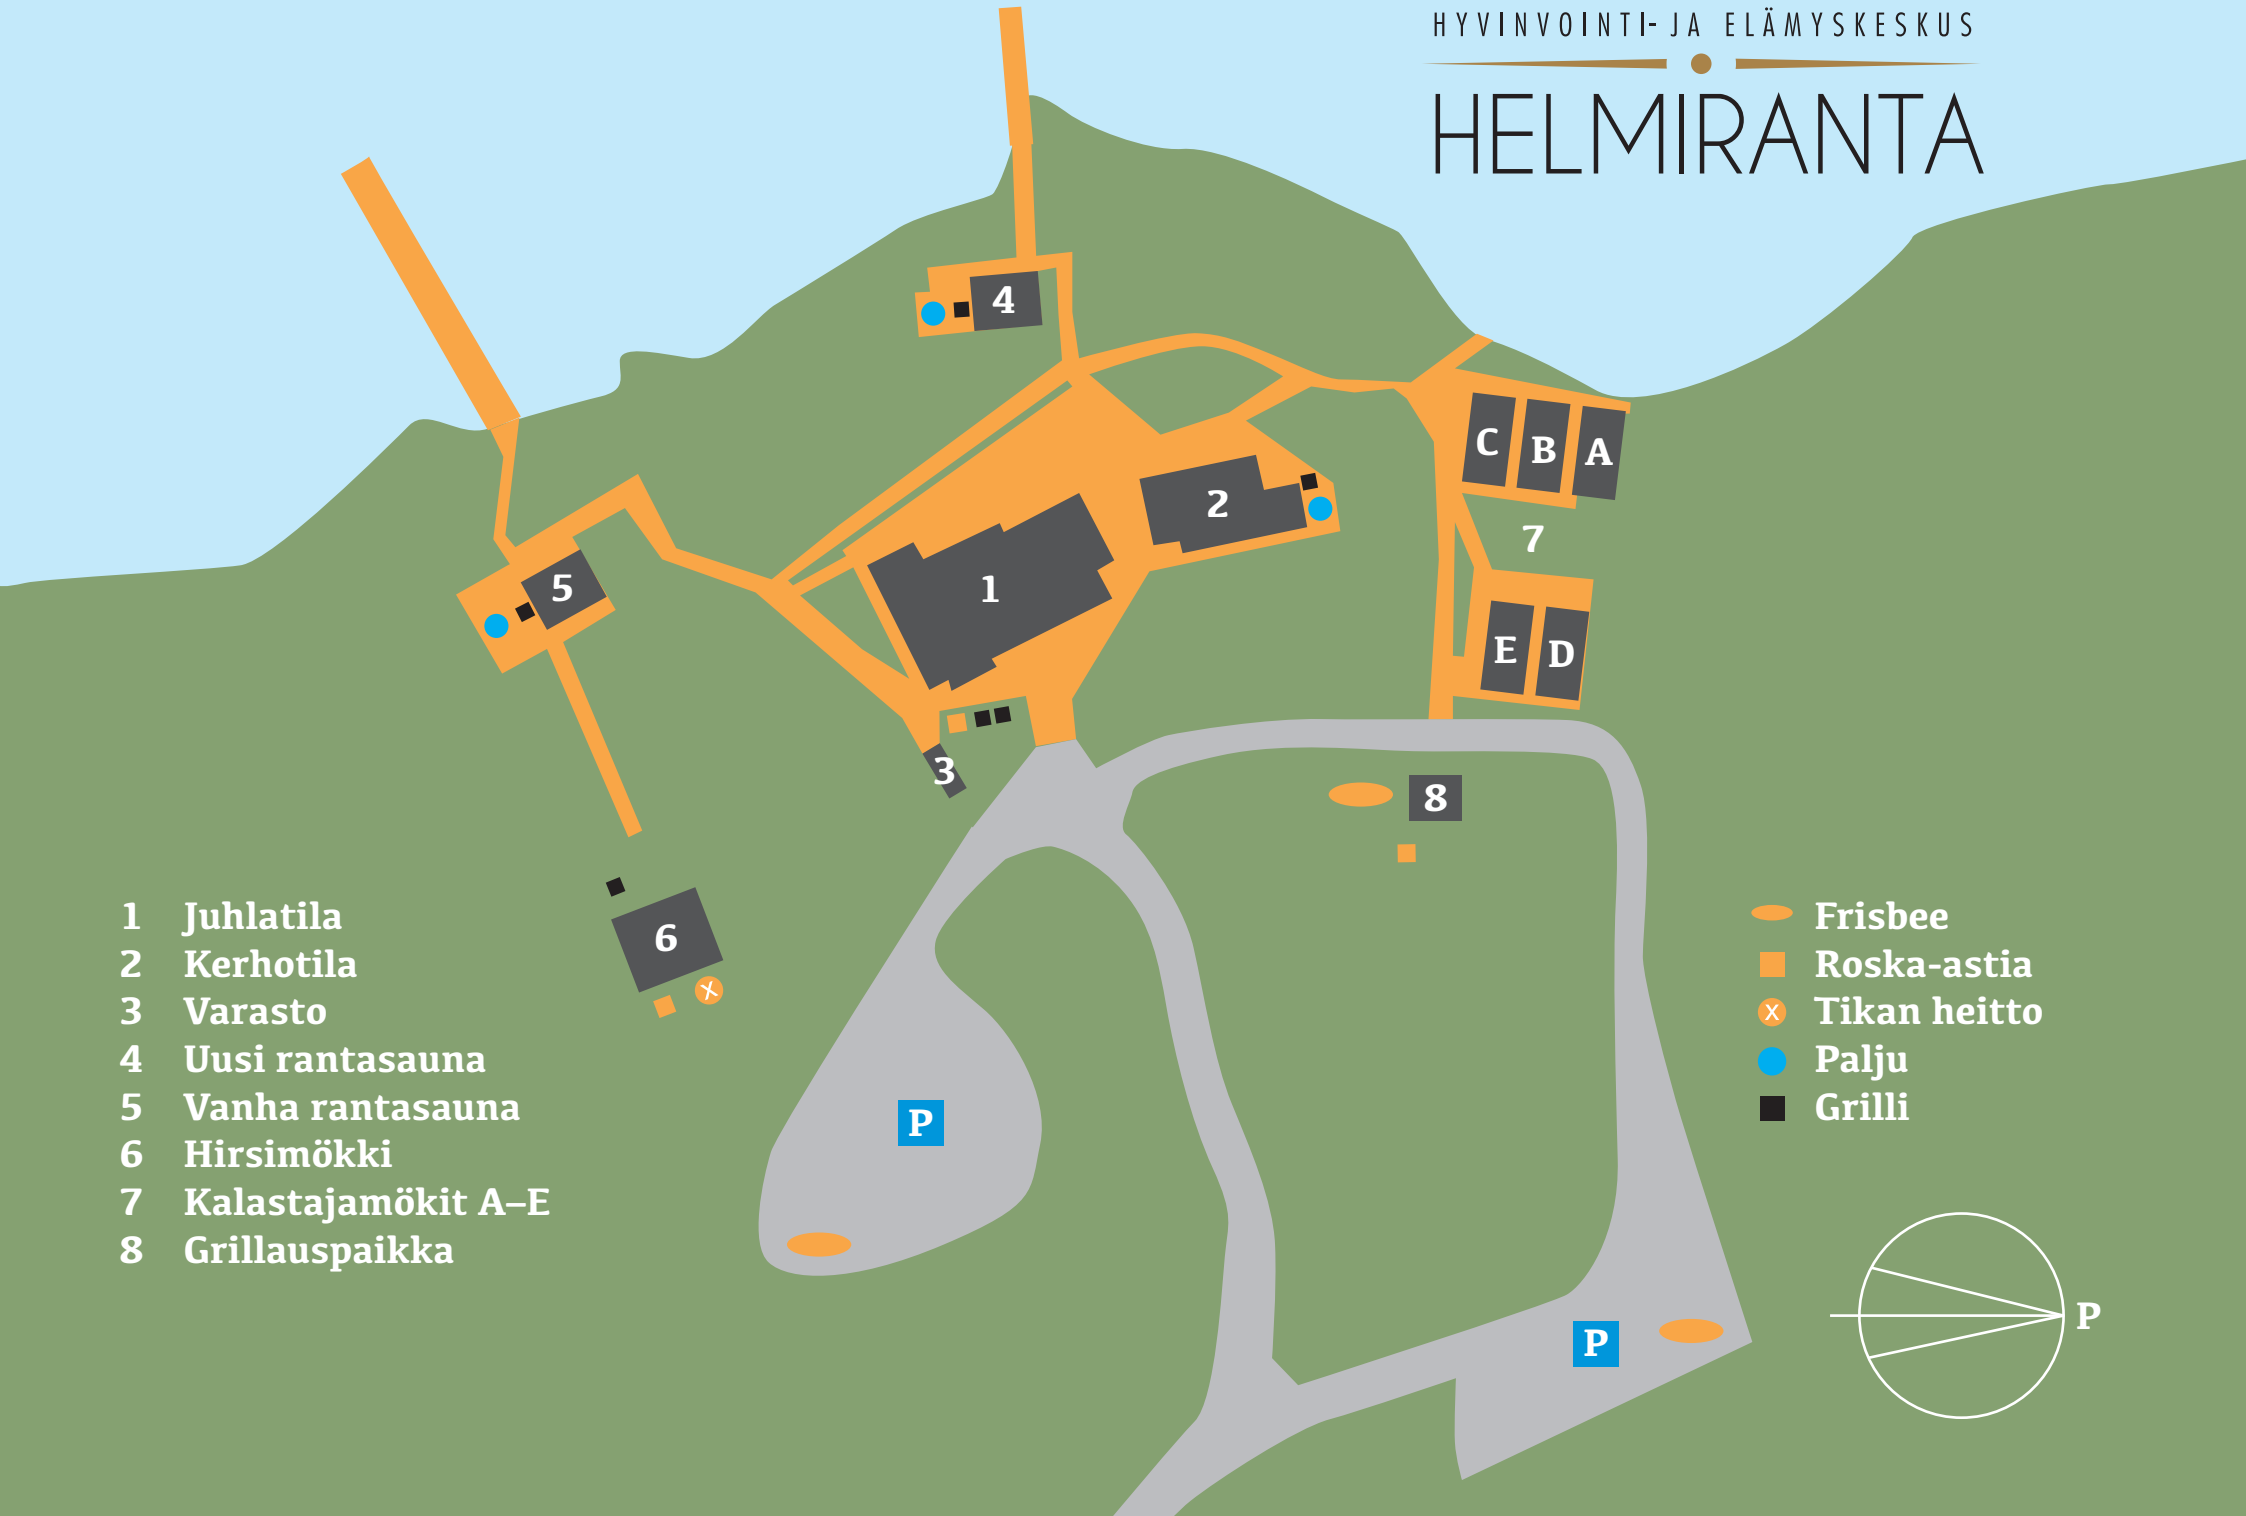 HYVINVOINTI- JA ELÄMYSKESKUS
HELMIRANTA
4
C
B
A
2
7
5
1
E
D
3
8
6
X
P
P
1 Juhlatila
2 Kerhotila
3 Varasto
4 Uusi rantasauna
5 Vanha rantasauna
6 Hirsimökki
7 Kalastajamökit A–E
8 Grillauspaikka
Frisbee
Roska-astia
X Tikan heitto
Palju
Grilli
P